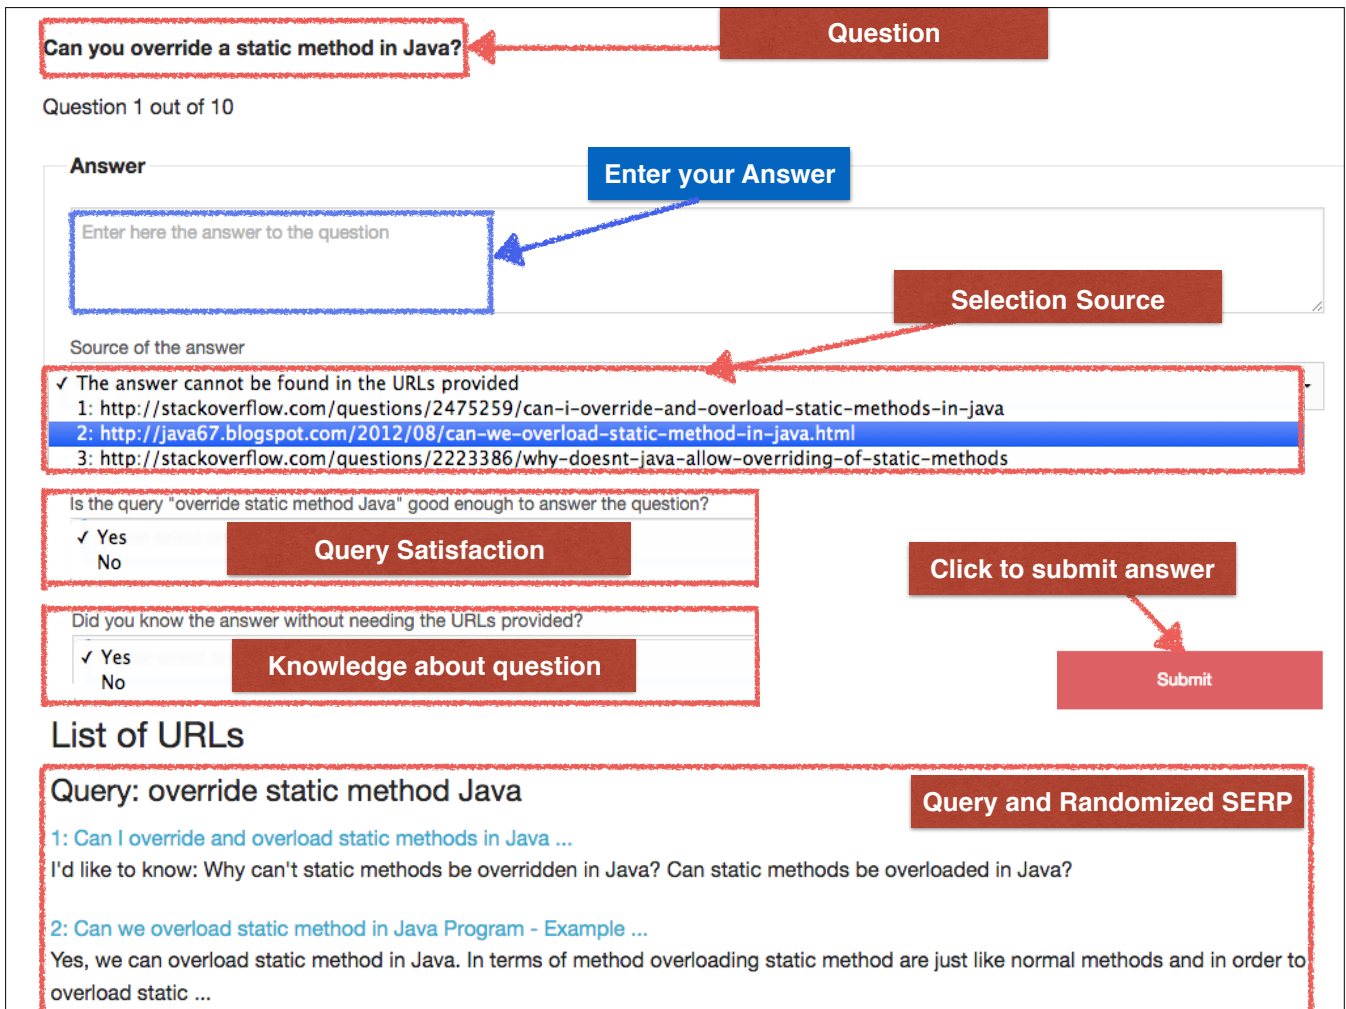 Can you override a static method in Java?
Question
Question 1 out of 10
Answer
Enter your Answer
Enter here the answer to the question
Selection Source
Source of the answer
✓ The answer cannot be found in the URLs provided
1: http://stackoverflow.com/questions/2475259/can-i-override-and-overload-static-methods-in-java
2: http://java67.blogspot.com/2012/08/can-we-overload-static-method-in-java.html
3: http://stackoverflow.com/questions/2223386/why-doesnt-java-allow-overriding-of-static-methods
Is the query "override static method Java" good enough to answer the question?
✓ Yes
No
Query Satisfaction
Click to submit answer
Did you know the answer without needing the URLs provided?
✓ Yes
No
Knowledge about question
Submit
List of URLs
Query: override static method Java
Query and Randomized SERP
1: Can I override and overload static methods in Java ...
I'd like to know: Why can't static methods be overridden in Java? Can static methods be overloaded in Java?
2: Can we overload static method in Java Program - Example ...
Yes, we can overload static method in Java. In terms of method overloading static method are just like normal methods and in order to
overload static ...